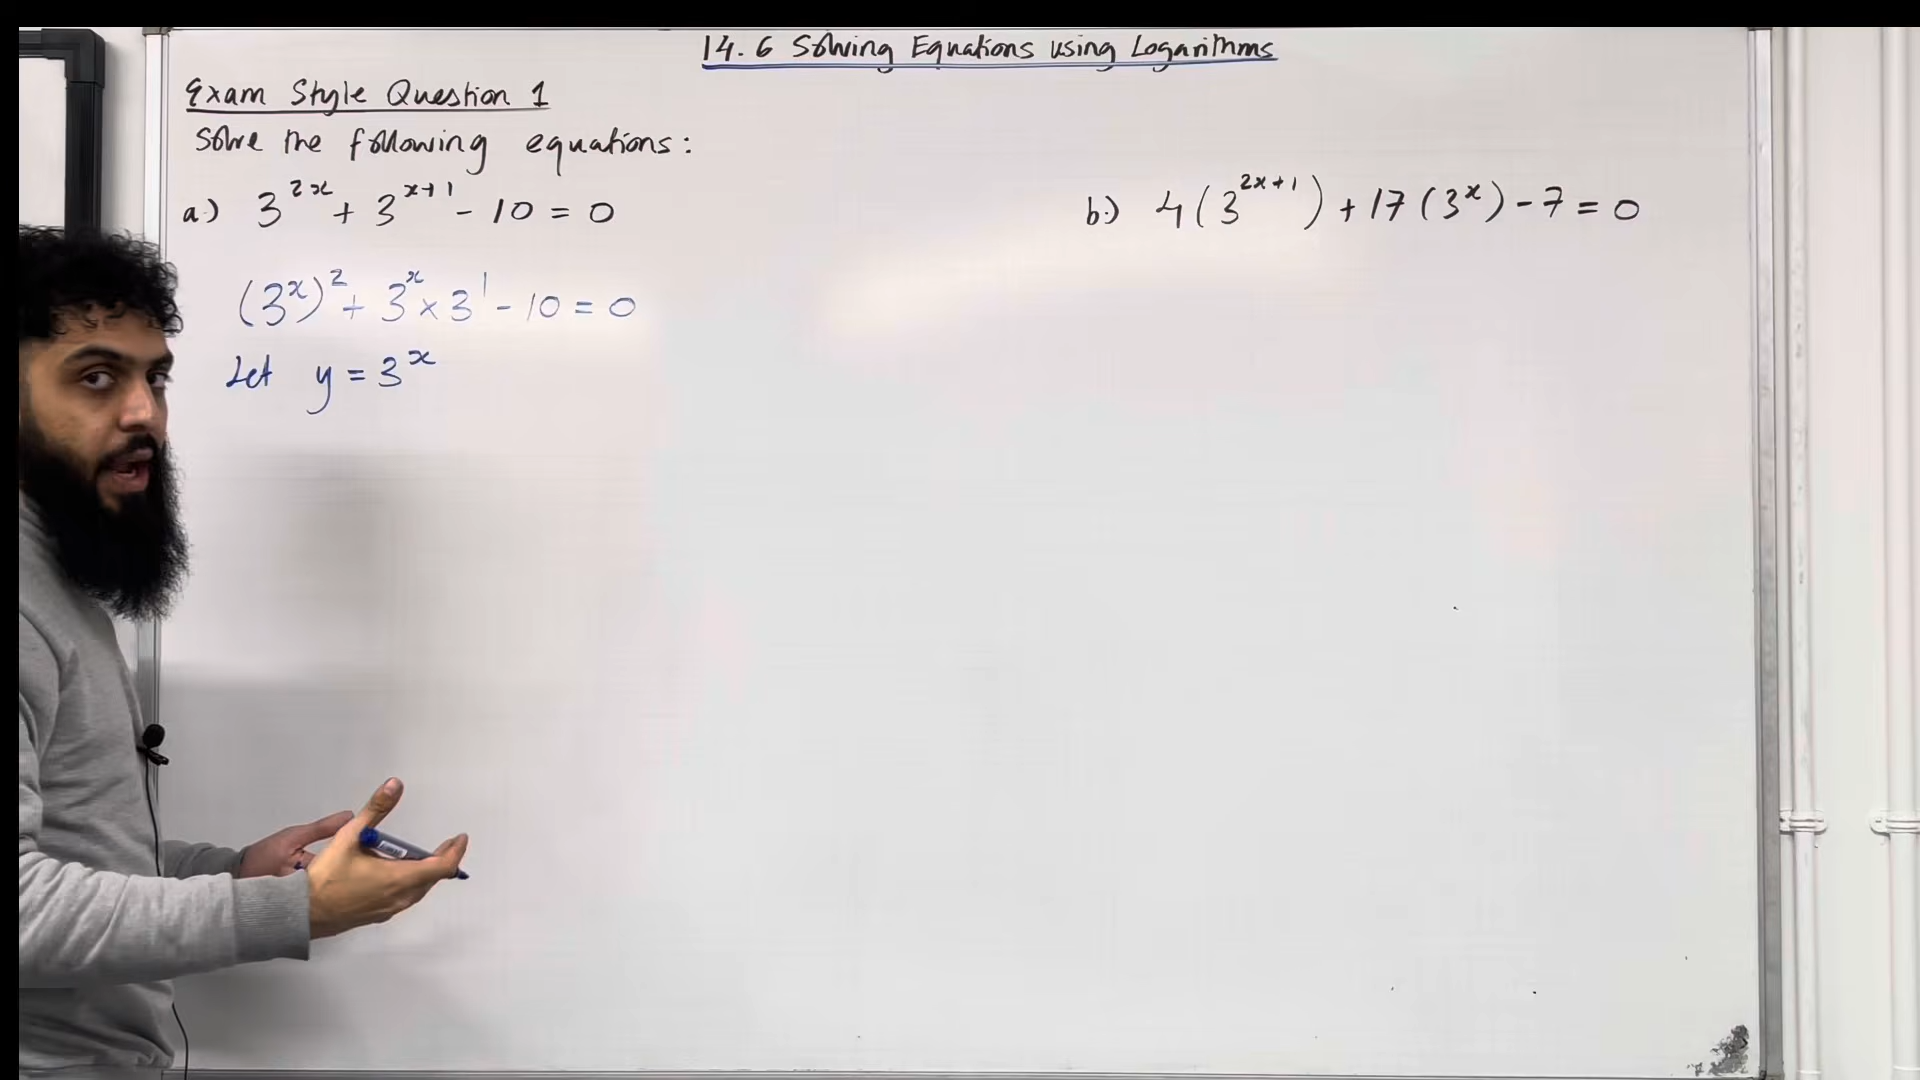 14.6 Solving Equations using Logarithms
Exam Style Question 1
Solve the following equations:
a.) 3^{2x} + 3^{x+1} - 10 = 0
(3^x)^2 + 3^x × 3^1 - 10 = 0
Let y = 3^x
b.) 4(3^{2x+1}) + 17(3^x) - 7 = 0